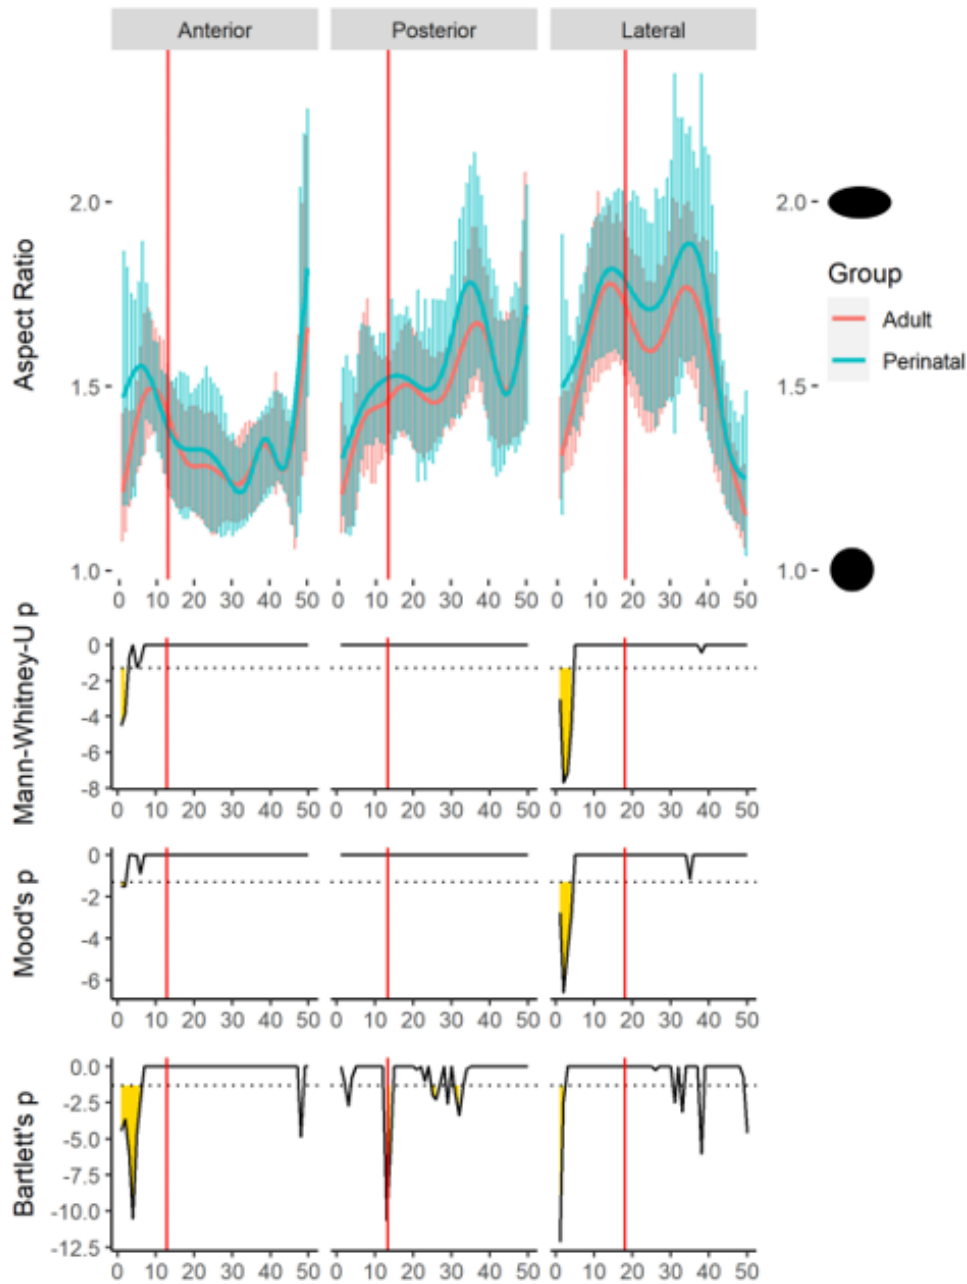 Anterior Posterior Lateral
Aspect Ratio
2.0
1.5
1.0
0 10 20 30 40 50 0 10 20 30 40 50 0 10 20 30 40 50
2.0
1.5
1.0
Group
Adult
Perinatal
Mann-Whitney-U p
0
-2
-4
-6
-8
0 10 20 30 40 50 0 10 20 30 40 50 0 10 20 30 40 50
Mood's p
0
-2
-4
-6
0 10 20 30 40 50 0 10 20 30 40 50 0 10 20 30 40 50
Bartlett's p
0.0
-2.5
-5.0
-7.5
-10.0
-12.5
0 10 20 30 40 50 0 10 20 30 40 50 0 10 20 30 40 50